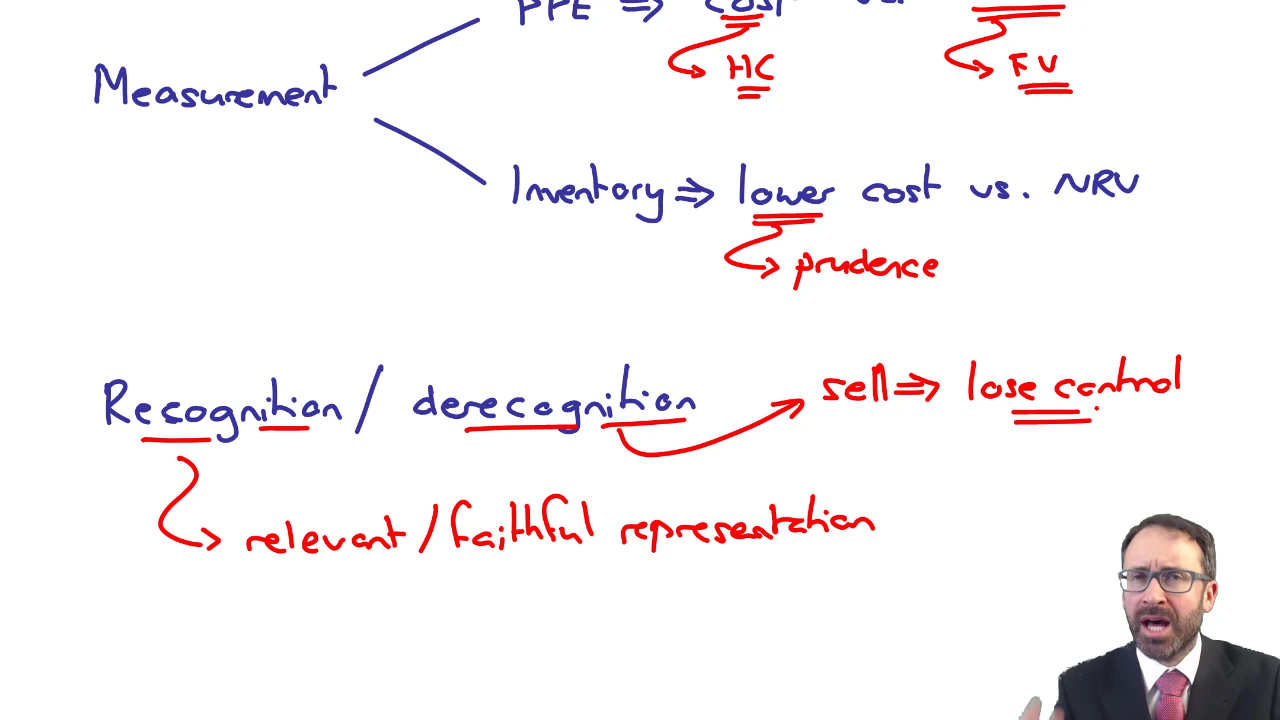 PPE ⇒ cost vs.
HC FV
Measurement
Inventory ⇒ lower cost vs. NRV
prudence
Recognition / derecognition sell ⇒ lose control
relevant / faithful representation